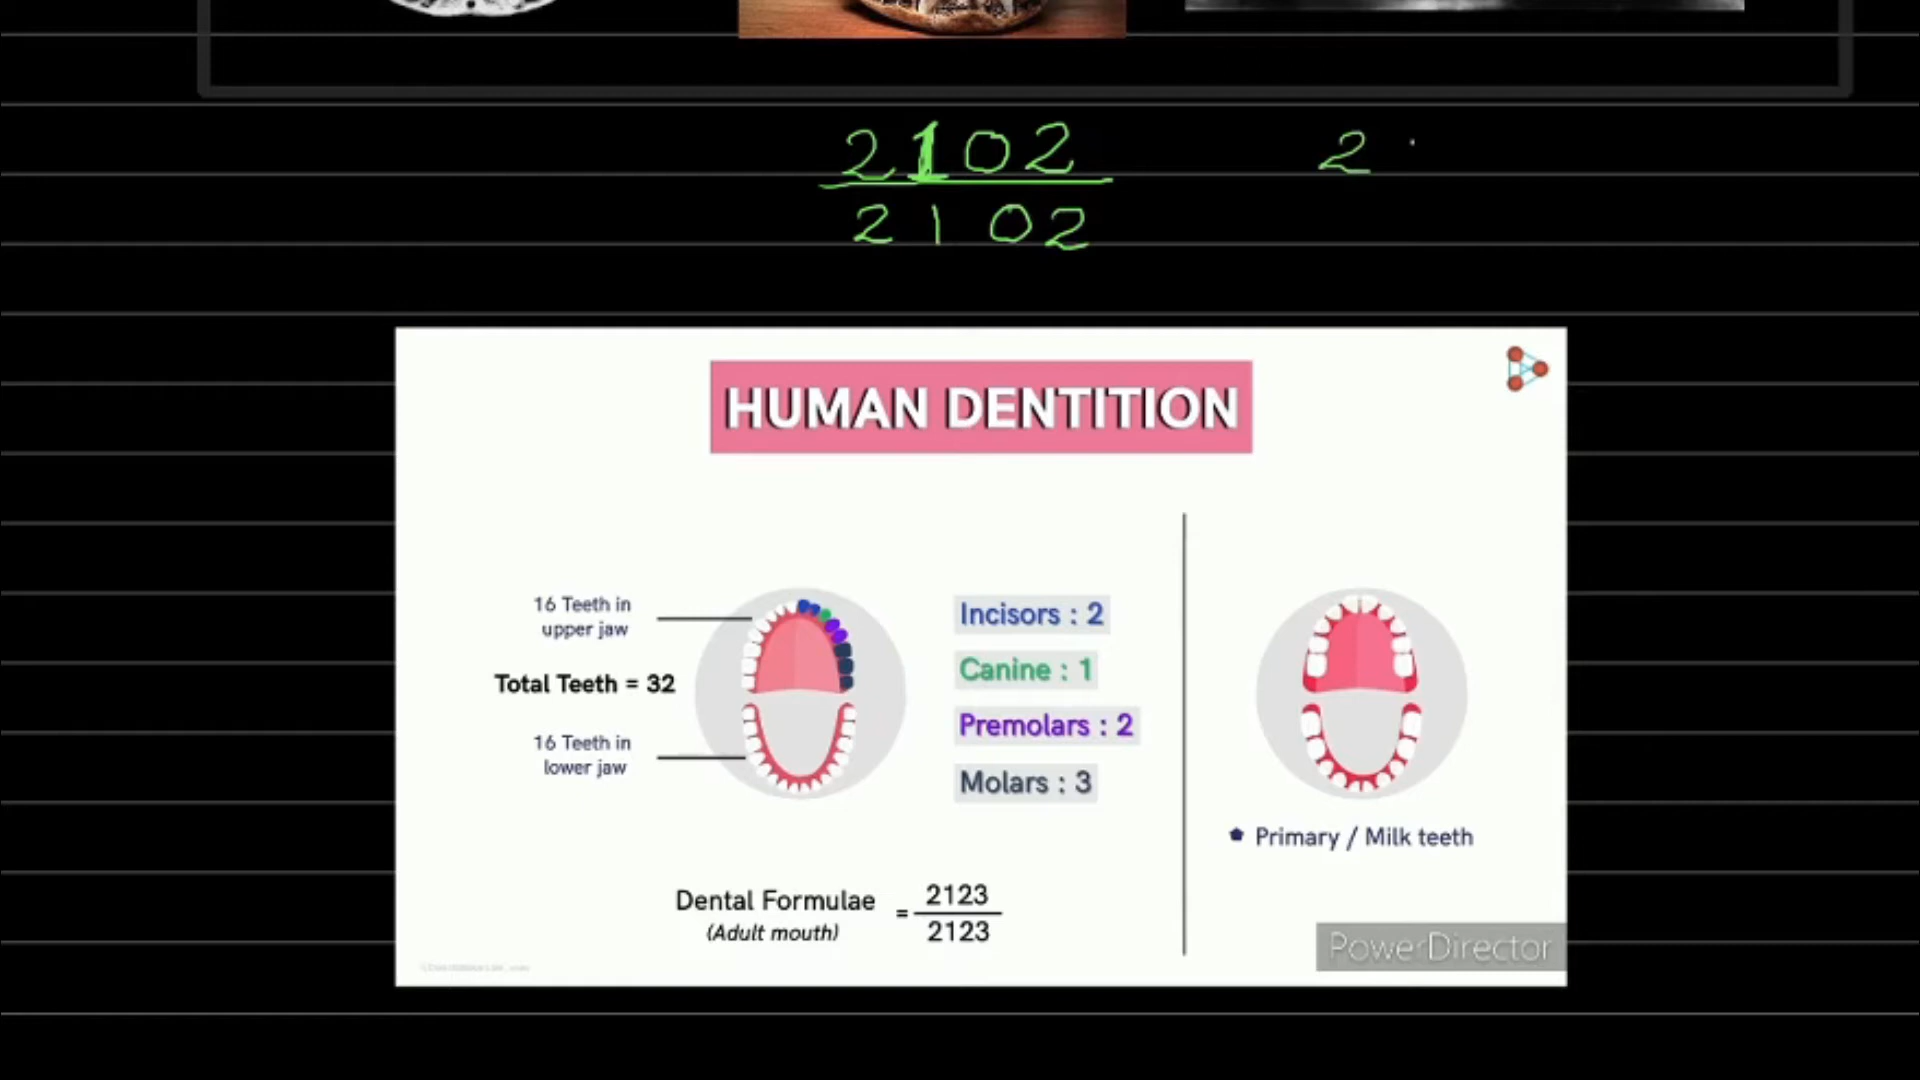 2102 2
2102
HUMAN DENTITION
16 Teeth in
upper jaw
Total Teeth = 32
16 Teeth in
lower jaw
Incisors : 2
Canine : 1
Premolars : 2
Molars : 3
Primary / Milk teeth
Dental Formulae = 2123
(Adult mouth) 2123
PowerDirector